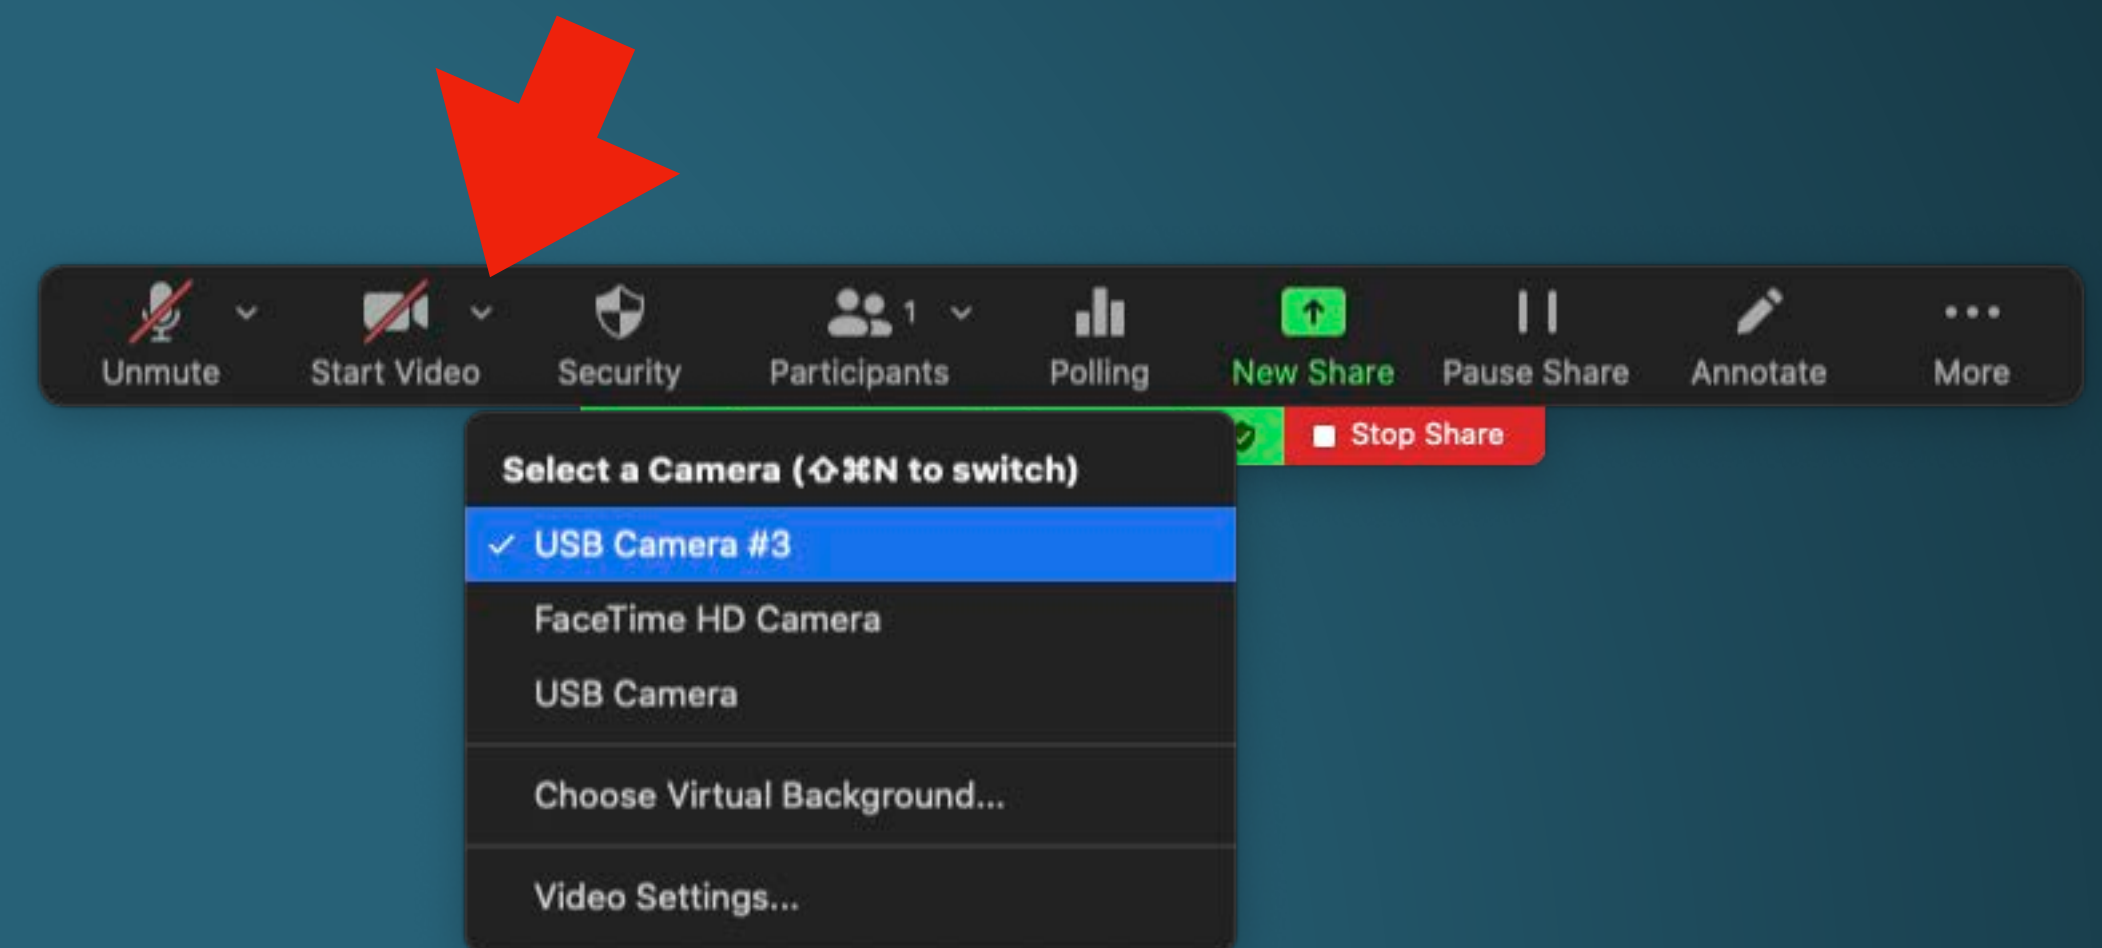 1
Unmute
Start Video
Security
Participants
Polling
New Share
Pause Share
Annotate
More
Stop Share
Select a Camera (⇧⌘N to switch)
✓ USB Camera #3
FaceTime HD Camera
USB Camera
Choose Virtual Background...
Video Settings...